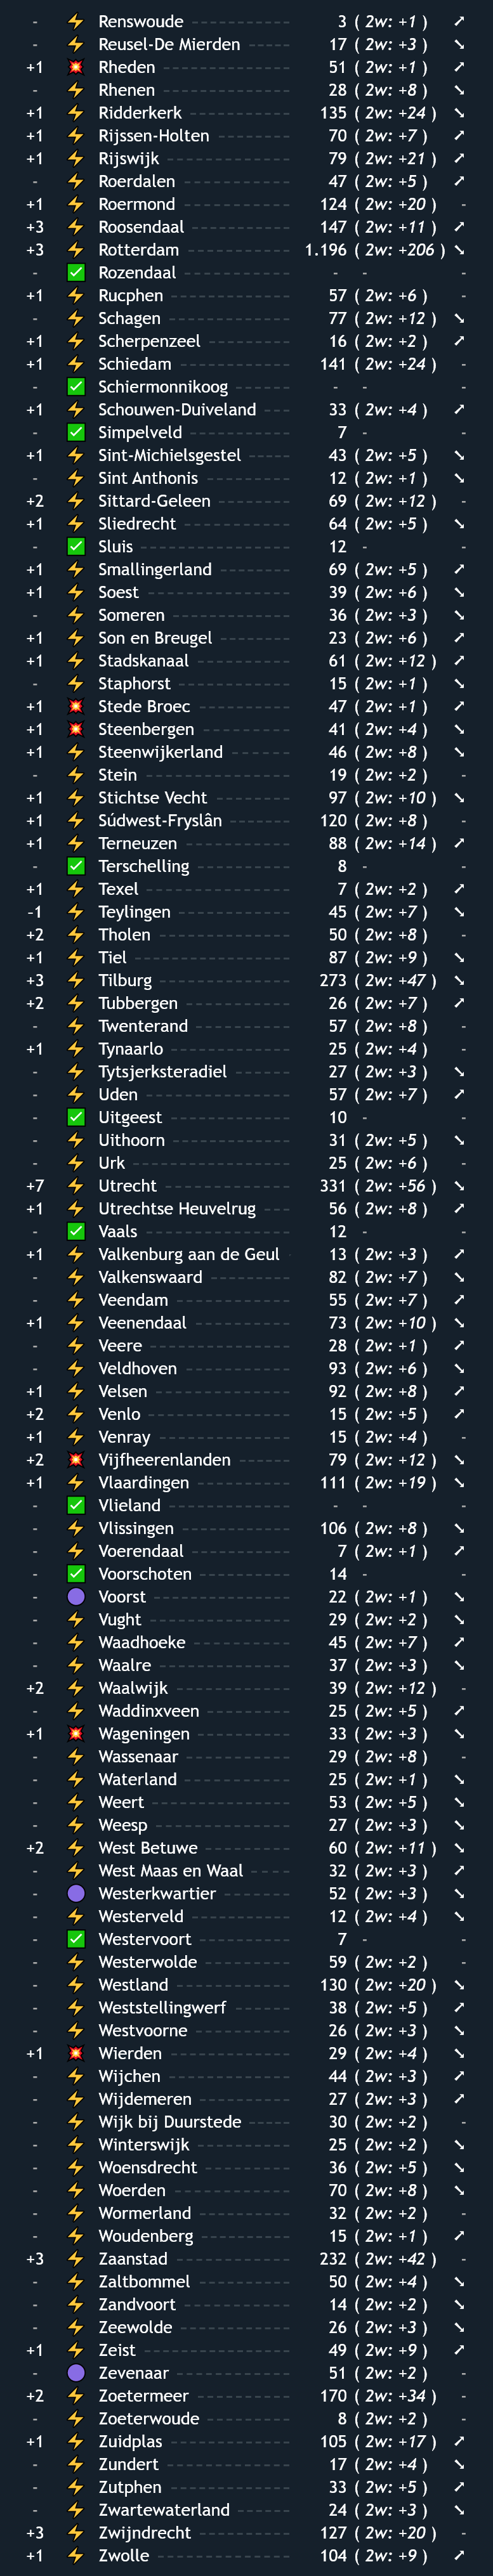 - ⚡ Renswoude 3 ( 2w: +1 ) ↗
- ⚡ Reusel-De Mierden 17 ( 2w: +3 ) ↘
+1 💥 Rheden 51 ( 2w: +1 ) ↗
- ⚡ Rhenen 28 ( 2w: +8 ) ↘
+1 ⚡ Ridderkerk 135 ( 2w: +24 ) ↘
+1 ⚡ Rijssen-Holten 70 ( 2w: +7 ) ↗
+1 ⚡ Rijswijk 79 ( 2w: +21 ) ↗
- ⚡ Roerdalen 47 ( 2w: +5 ) ↗
+1 ⚡ Roermond 124 ( 2w: +20 ) -
+3 ⚡ Roosendaal 147 ( 2w: +11 ) ↗
+3 ⚡ Rotterdam 1.196 ( 2w: +206 ) ↘
- ✅ Rozendaal - - -
+1 ⚡ Rucphen 57 ( 2w: +6 ) -
- ⚡ Schagen 77 ( 2w: +12 ) ↘
+1 ⚡ Scherpenzeel 16 ( 2w: +2 ) ↗
+1 ⚡ Schiedam 141 ( 2w: +24 ) -
- ✅ Schiermonnikoog - - -
+1 ⚡ Schouwen-Duiveland 33 ( 2w: +4 ) ↗
- ✅ Simpelveld 7 - -
+1 ⚡ Sint-Michielsgestel 43 ( 2w: +5 ) ↘
- ⚡ Sint Anthonis 12 ( 2w: +1 ) ↘
+2 ⚡ Sittard-Geleen 69 ( 2w: +12 ) -
+1 ⚡ Sliedrecht 64 ( 2w: +5 ) ↘
- ✅ Sluis 12 - -
+1 ⚡ Smallingerland 69 ( 2w: +5 ) ↗
+1 ⚡ Soest 39 ( 2w: +6 ) ↘
- ⚡ Someren 36 ( 2w: +3 ) ↘
+1 ⚡ Son en Breugel 23 ( 2w: +6 ) ↗
+1 ⚡ Stadskanaal 61 ( 2w: +12 ) ↗
- ⚡ Staphorst 15 ( 2w: +1 ) ↘
+1 💥 Stede Broec 47 ( 2w: +1 ) ↗
+1 💥 Steenbergen 41 ( 2w: +4 ) ↘
+1 ⚡ Steenwijkerland 46 ( 2w: +8 ) ↘
- ⚡ Stein 19 ( 2w: +2 ) -
+1 ⚡ Stichtse Vecht 97 ( 2w: +10 ) ↘
+1 ⚡ Súdwest-Fryslân 120 ( 2w: +8 ) -
+1 ⚡ Terneuzen 88 ( 2w: +14 ) ↗
- ✅ Terschelling 8 - -
+1 ⚡ Texel 7 ( 2w: +2 ) ↗
-1 ⚡ Teylingen 45 ( 2w: +7 ) ↘
+2 ⚡ Tholen 50 ( 2w: +8 ) -
+1 ⚡ Tiel 87 ( 2w: +9 ) ↘
+3 ⚡ Tilburg 273 ( 2w: +47 ) ↘
+2 ⚡ Tubbergen 26 ( 2w: +7 ) ↗
- ⚡ Twenterand 57 ( 2w: +8 ) -
+1 ⚡ Tynaarlo 25 ( 2w: +4 ) -
- ⚡ Tytsjerksteradiel 27 ( 2w: +3 ) ↘
- ⚡ Uden 57 ( 2w: +7 ) ↗
- ✅ Uitgeest 10 - -
- ⚡ Uithoorn 31 ( 2w: +5 ) ↘
- ⚡ Urk 25 ( 2w: +6 ) -
+7 ⚡ Utrecht 331 ( 2w: +56 ) ↘
+1 ⚡ Utrechtse Heuvelrug 56 ( 2w: +8 ) ↗
- ✅ Vaals 12 - -
+1 ⚡ Valkenburg aan de Geul 13 ( 2w: +3 ) ↗
- ⚡ Valkenswaard 82 ( 2w: +7 ) ↘
- ⚡ Veendam 55 ( 2w: +7 ) ↗
+1 ⚡ Veenendaal 73 ( 2w: +10 ) ↘
- ⚡ Veere 28 ( 2w: +1 ) ↗
- ⚡ Veldhoven 93 ( 2w: +6 ) ↘
+1 ⚡ Velsen 92 ( 2w: +8 ) ↗
+2 ⚡ Venlo 15 ( 2w: +5 ) ↗
+1 ⚡ Venray 15 ( 2w: +4 ) -
+2 💥 Vijfheerenlanden 79 ( 2w: +12 ) ↘
+1 ⚡ Vlaardingen 111 ( 2w: +19 ) ↘
- ✅ Vlieland - - -
- ⚡ Vlissingen 106 ( 2w: +8 ) ↘
- ⚡ Voerendaal 7 ( 2w: +1 ) ↗
- ✅ Voorschoten 14 - -
- 🟣 Voorst 22 ( 2w: +1 ) ↘
- ⚡ Vught 29 ( 2w: +2 ) ↘
- ⚡ Waadhoeke 45 ( 2w: +7 ) ↗
- ⚡ Waalre 37 ( 2w: +3 ) ↘
+2 ⚡ Waalwijk 39 ( 2w: +12 ) -
- ⚡ Waddinxveen 25 ( 2w: +5 ) ↗
+1 💥 Wageningen 33 ( 2w: +3 ) ↘
- ⚡ Wassenaar 29 ( 2w: +8 ) -
- ⚡ Waterland 25 ( 2w: +1 ) ↘
- ⚡ Weert 53 ( 2w: +5 ) ↘
- ⚡ Weesp 27 ( 2w: +3 ) ↘
+2 ⚡ West Betuwe 60 ( 2w: +11 ) ↘
- ⚡ West Maas en Waal 32 ( 2w: +3 ) ↗
- 🟣 Westerkwartier 52 ( 2w: +3 ) ↘
- ⚡ Westerveld 12 ( 2w: +4 ) ↘
- ✅ Westervoort 7 - -
- ⚡ Westerwolde 59 ( 2w: +2 ) -
- ⚡ Westland 130 ( 2w: +20 ) ↘
- ⚡ Weststellingwerf 38 ( 2w: +5 ) ↗
- ⚡ Westvoorne 26 ( 2w: +3 ) ↘
+1 💥 Wierden 29 ( 2w: +4 ) ↘
- ⚡ Wijchen 44 ( 2w: +3 ) ↗
- ⚡ Wijdemeren 27 ( 2w: +3 ) ↗
- ⚡ Wijk bij Duurstede 30 ( 2w: +2 ) -
- ⚡ Winterswijk 25 ( 2w: +2 ) ↘
- ⚡ Woensdrecht 36 ( 2w: +5 ) ↘
- ⚡ Woerden 70 ( 2w: +8 ) ↘
- ⚡ Wormerland 32 ( 2w: +2 ) -
- ⚡ Woudenberg 15 ( 2w: +1 ) ↗
+3 ⚡ Zaanstad 232 ( 2w: +42 ) -
- ⚡ Zaltbommel 50 ( 2w: +4 ) ↘
- ⚡ Zandvoort 14 ( 2w: +2 ) ↘
- ⚡ Zeewolde 26 ( 2w: +3 ) ↘
+1 ⚡ Zeist 49 ( 2w: +9 ) ↗
- 🟣 Zevenaar 51 ( 2w: +2 ) -
+2 ⚡ Zoetermeer 170 ( 2w: +34 ) -
- ⚡ Zoeterwoude 8 ( 2w: +2 ) -
+1 ⚡ Zuidplas 105 ( 2w: +17 ) ↗
- ⚡ Zundert 17 ( 2w: +4 ) ↘
- ⚡ Zutphen 33 ( 2w: +5 ) ↗
- ⚡ Zwartewaterland 24 ( 2w: +3 ) ↘
+3 ⚡ Zwijndrecht 127 ( 2w: +20 ) -
+1 ⚡ Zwolle 104 ( 2w: +9 ) ↗